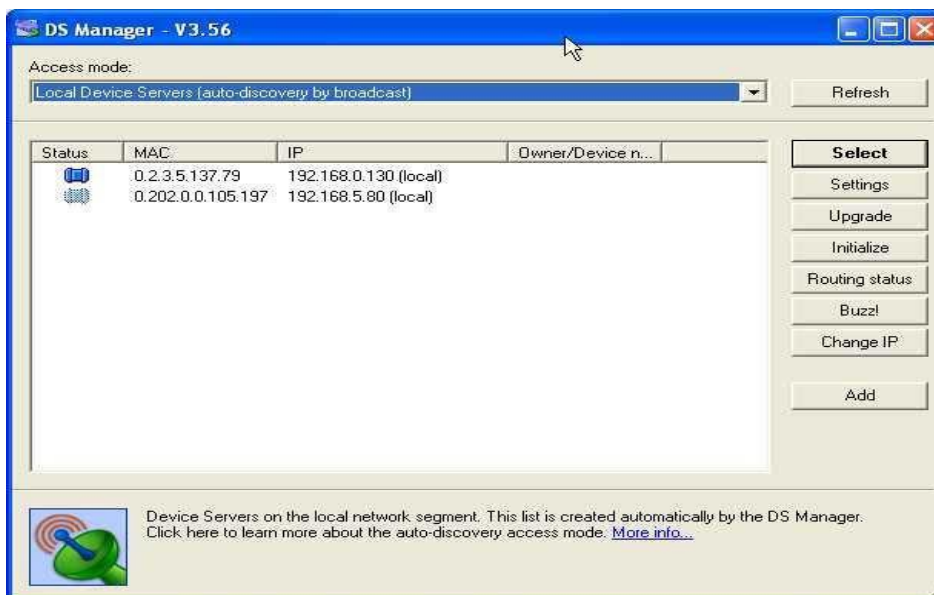 DS Manager - V3.56
Access mode:
Local Device Servers (auto-discovery by broadcast)
Refresh
Status MAC IP Owner/Device n...
0.2.3.5.137.79 192.168.0.130 (local)
0.202.0.0.105.197 192.168.5.80 (local)
Select
Settings
Upgrade
Initialize
Routing status
Buzz!
Change IP
Add
Device Servers on the local network segment. This list is created automatically by the DS Manager.
Click here to learn more about the auto-discovery access mode. More info...